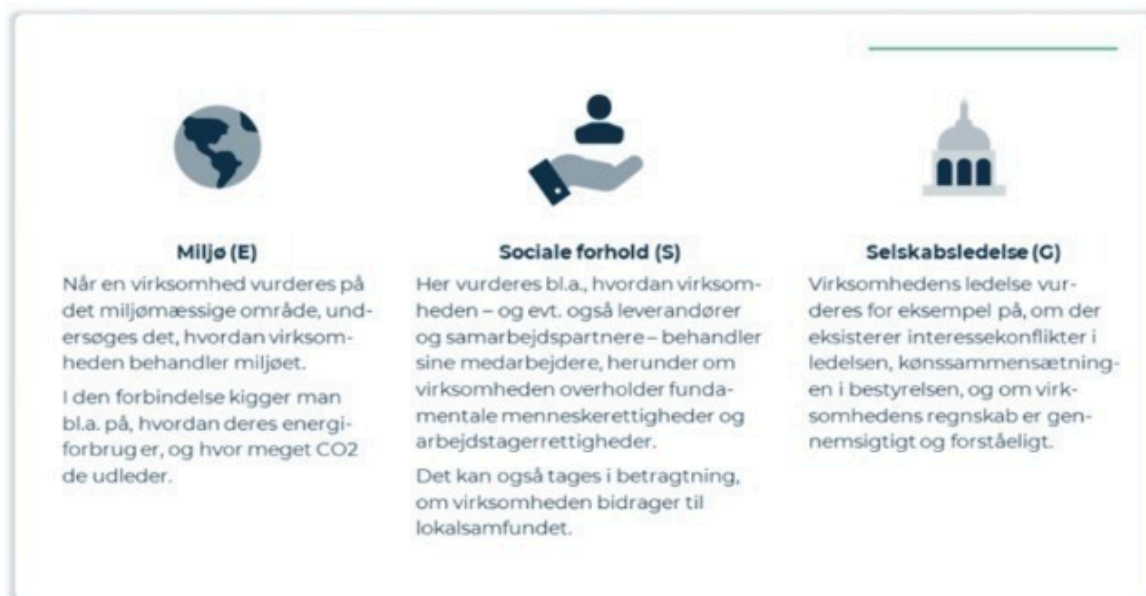 Miljø (E)
Når en virksomhed vurderes på
det miljømæssige område, und-
ersøges det, hvordan virksom-
heden behandler miljøet.
I den forbindelse kigger man
bl.a. på, hvordan deres energi-
forbrug er, og hvor meget CO2
de udleder.
Sociale forhold (S)
Her vurderes bl.a., hvordan virksom-
heden – og evt. også leverandører
og samarbejdspartnere – behandler
sine medarbejdere, herunder om
virksomheden overholder funda-
mentale menneskerettigheder og
arbejdstagerrettigheder.
Det kan også tages i betragtning,
om virksomheden bidrager til
lokalsamfundet.
Selskabsledelse (G)
Virksomhedens ledelse vur-
deres for eksempel på, om der
eksisterer interessekonflikter i
ledelsen, kønssammensætning-
en i bestyrelsen, og om virk-
somhedens regnskab er gen-
nemsigtigt og forståeligt.